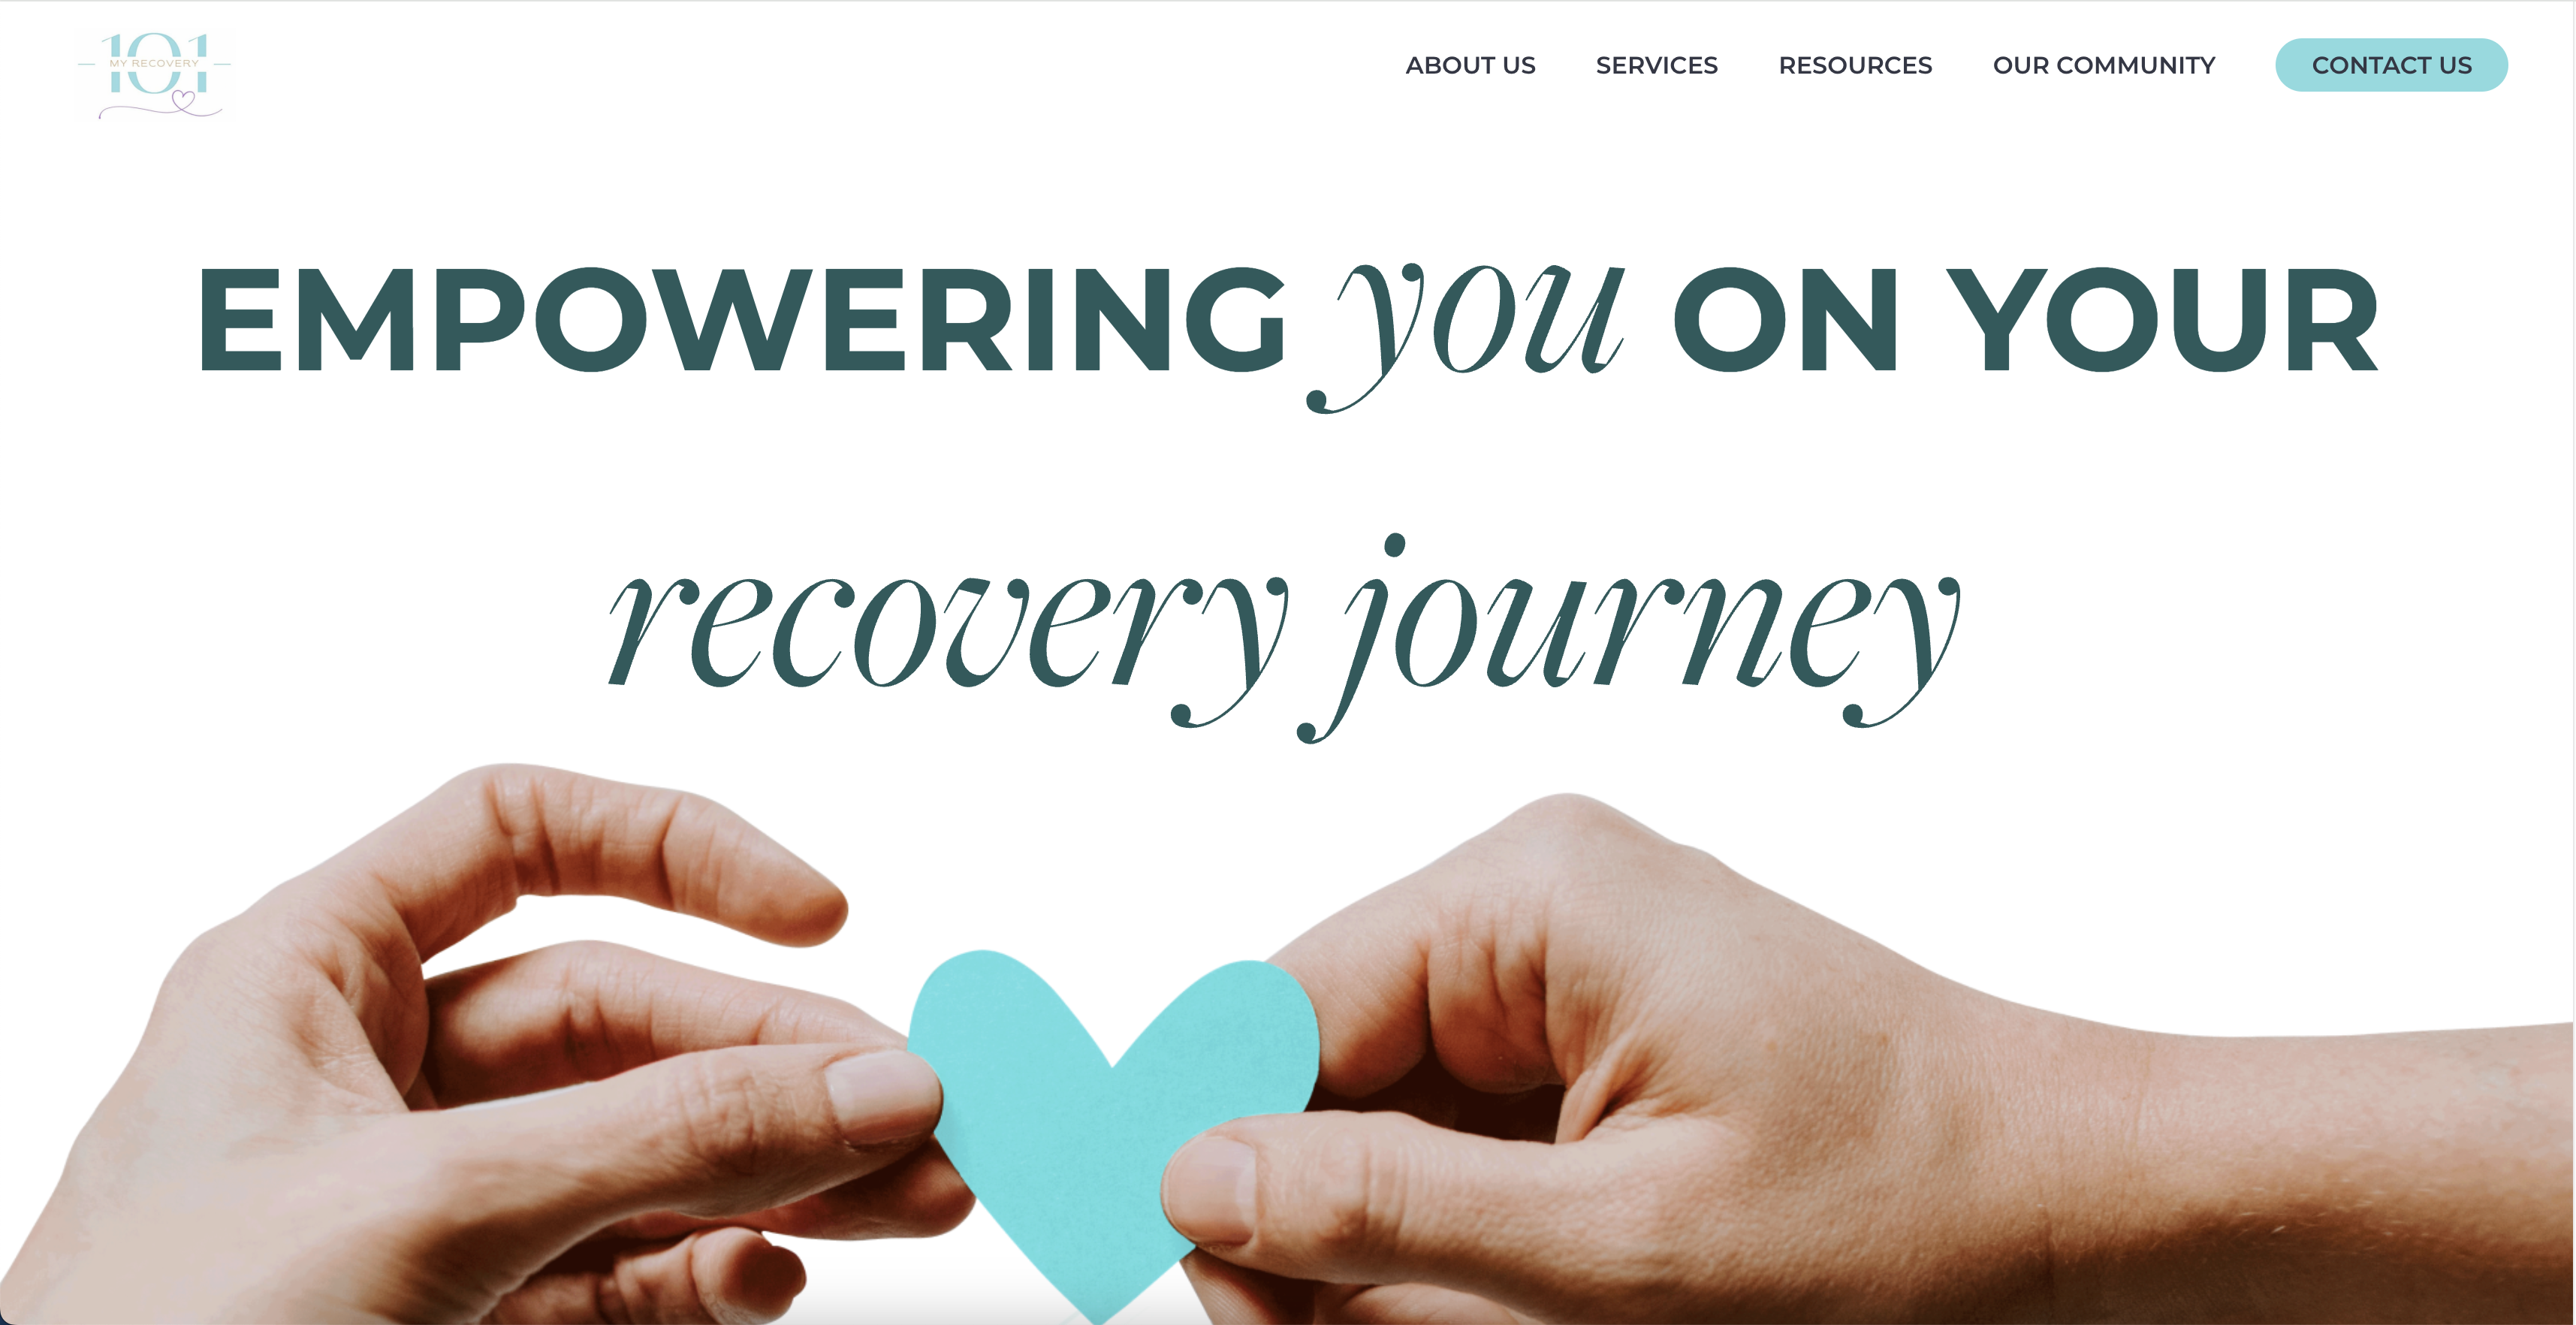 101
MY RECOVERY
ABOUT US
SERVICES
RESOURCES
OUR COMMUNITY
CONTACT US
EMPOWERING you ON YOUR
recovery journey